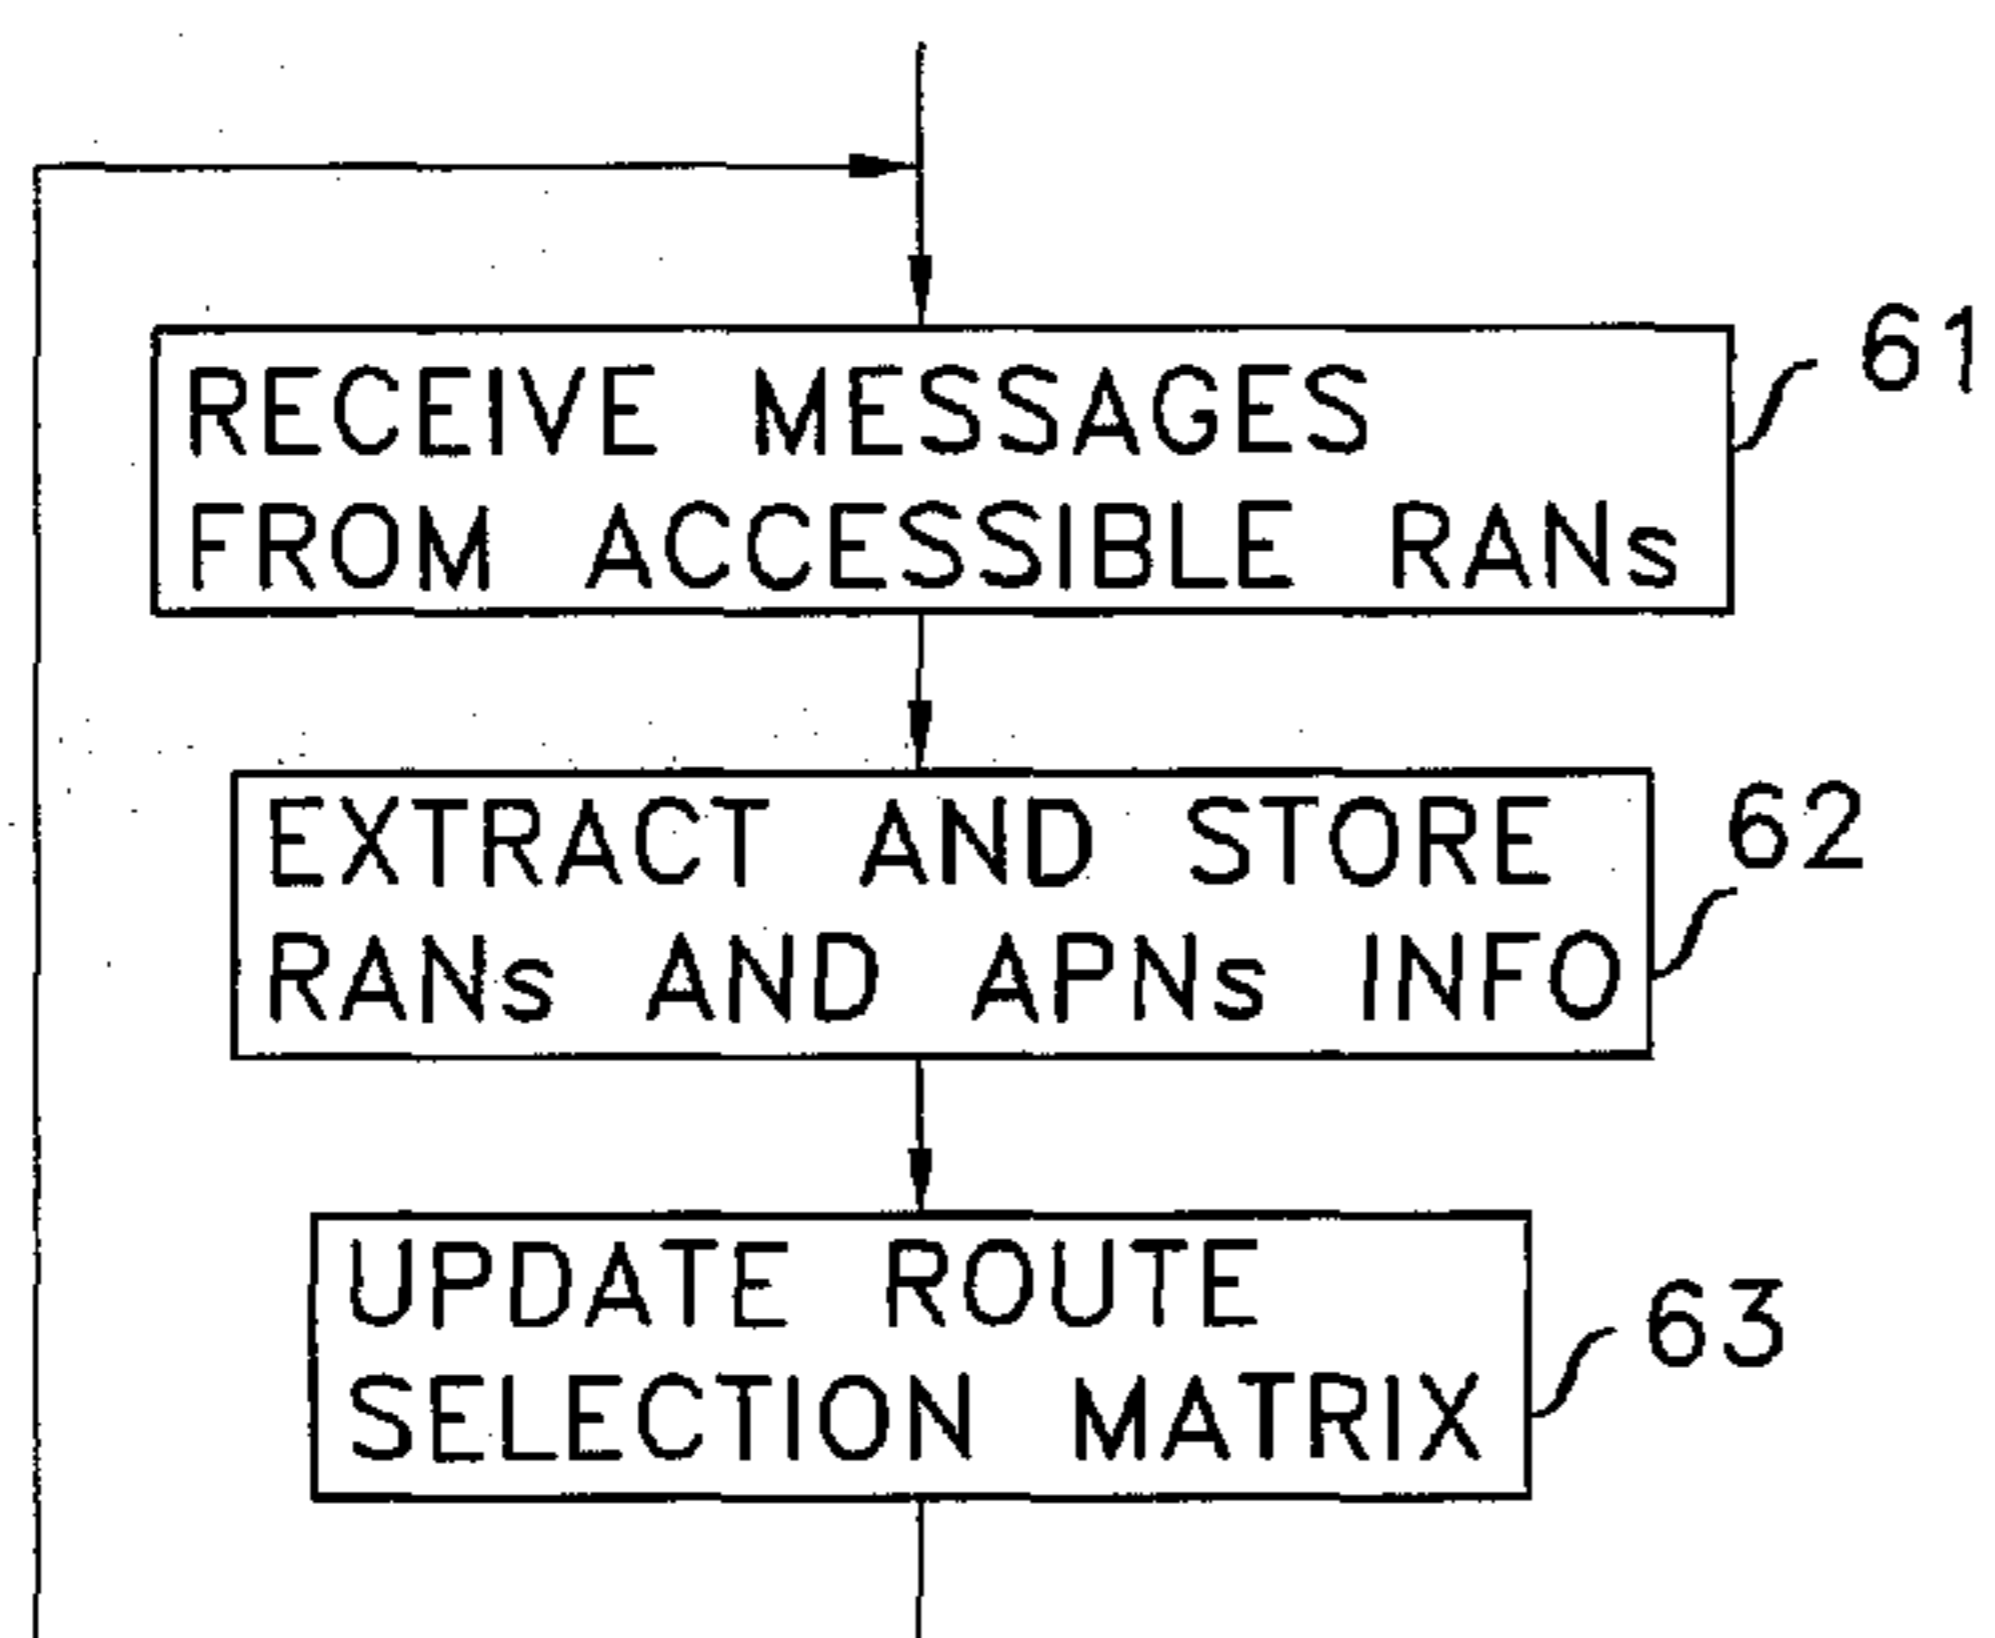 RECEIVE MESSAGES
FROM ACCESSIBLE RANs
61
EXTRACT AND STORE
RANs AND APNs INFO
62
UPDATE ROUTE
SELECTION MATRIX
63